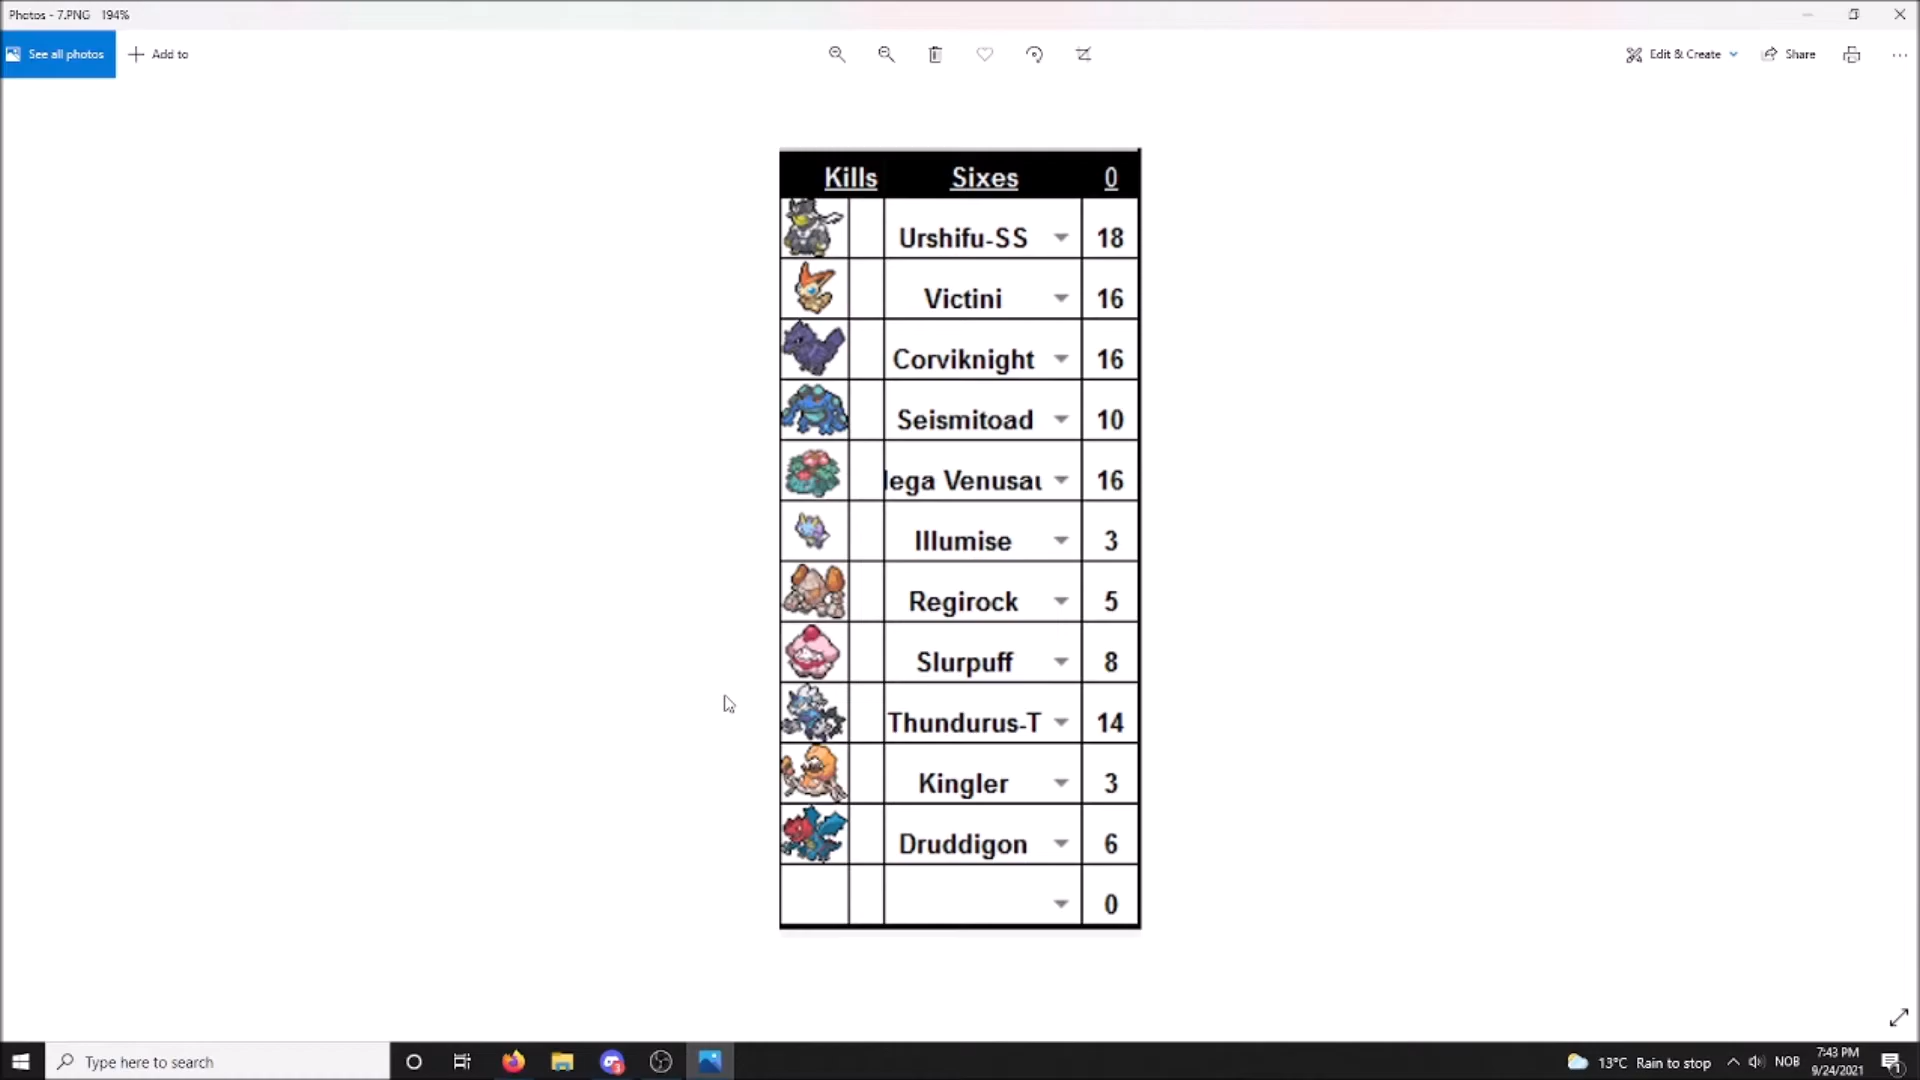 Photos - 7.PNG 194%
See all photos Add to Edit & Create Share
Kills Sixes 0
Urshifu-SS 18
Victini 16
Corviknight 16
Seismitoad 10
lega Venusau 16
Illumise 3
Regirock 5
Slurpuff 8
Thundurus-T 14
Kingler 3
Druddigon 6
0
Type here to search 13°C Rain to stop NOB 7:43 PM
9/24/2021